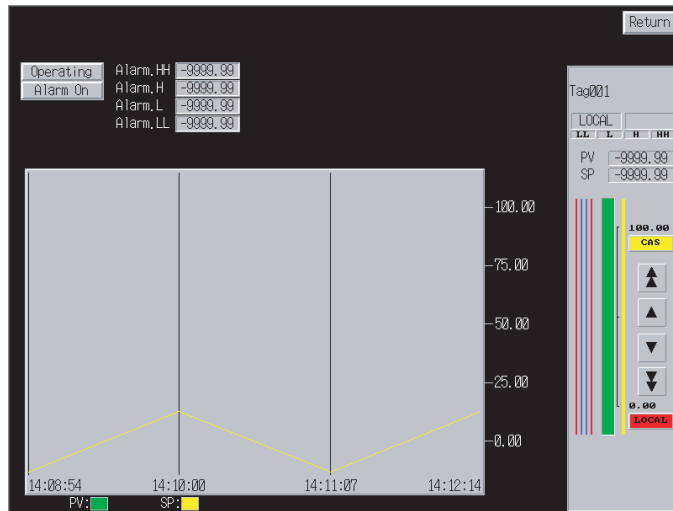 Return
Operating
Alarm On
Alarm.HH -9999.99
Alarm.H -9999.99
Alarm.L -9999.99
Alarm.LL -9999.99
Tag001
LOCAL
LL L H HH
PV -9999.99
SP -9999.99
100.00
CAS
0.00
LOCAL
100.00
75.00
50.00
25.00
0.00
14:08:54 14:10:00 14:11:07 14:12:14
PV: SP: